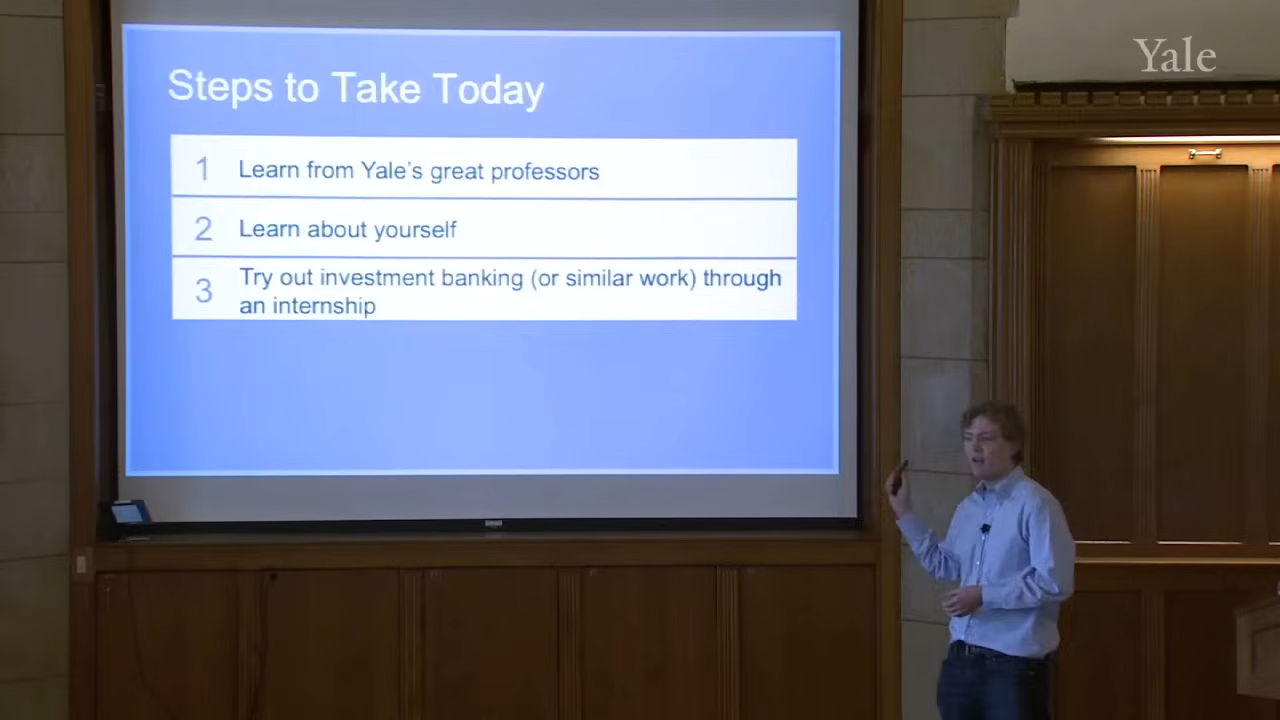 Yale
Steps to Take Today
1 Learn from Yale's great professors
2 Learn about yourself
3 Try out investment banking (or similar work) through
an internship